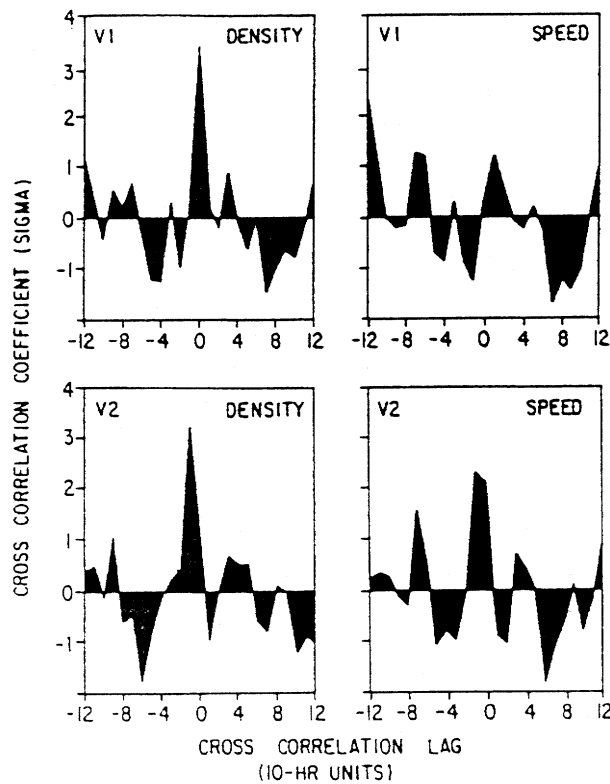 V1 DENSITY
4
3
2
1
0
-1
-12 -8 -4 0 4 8 12
V1 SPEED
-12 -8 -4 0 4 8 12
CROSS CORRELATION COEFFICIENT (SIGMA)
V2 DENSITY
4
3
2
1
0
-1
-12 -8 -4 0 4 8 12
V2 SPEED
-12 -8 -4 0 4 8 12
CROSS CORRELATION LAG
(10-HR UNITS)